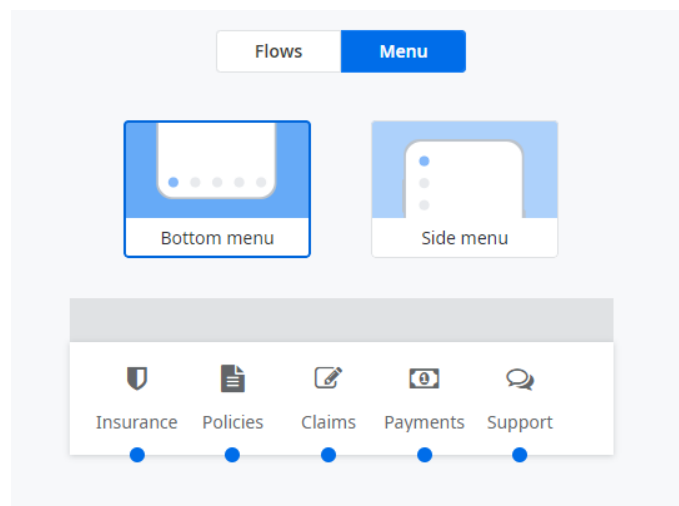 Flows Menu
Bottom menu Side menu
Insurance Policies Claims Payments Support